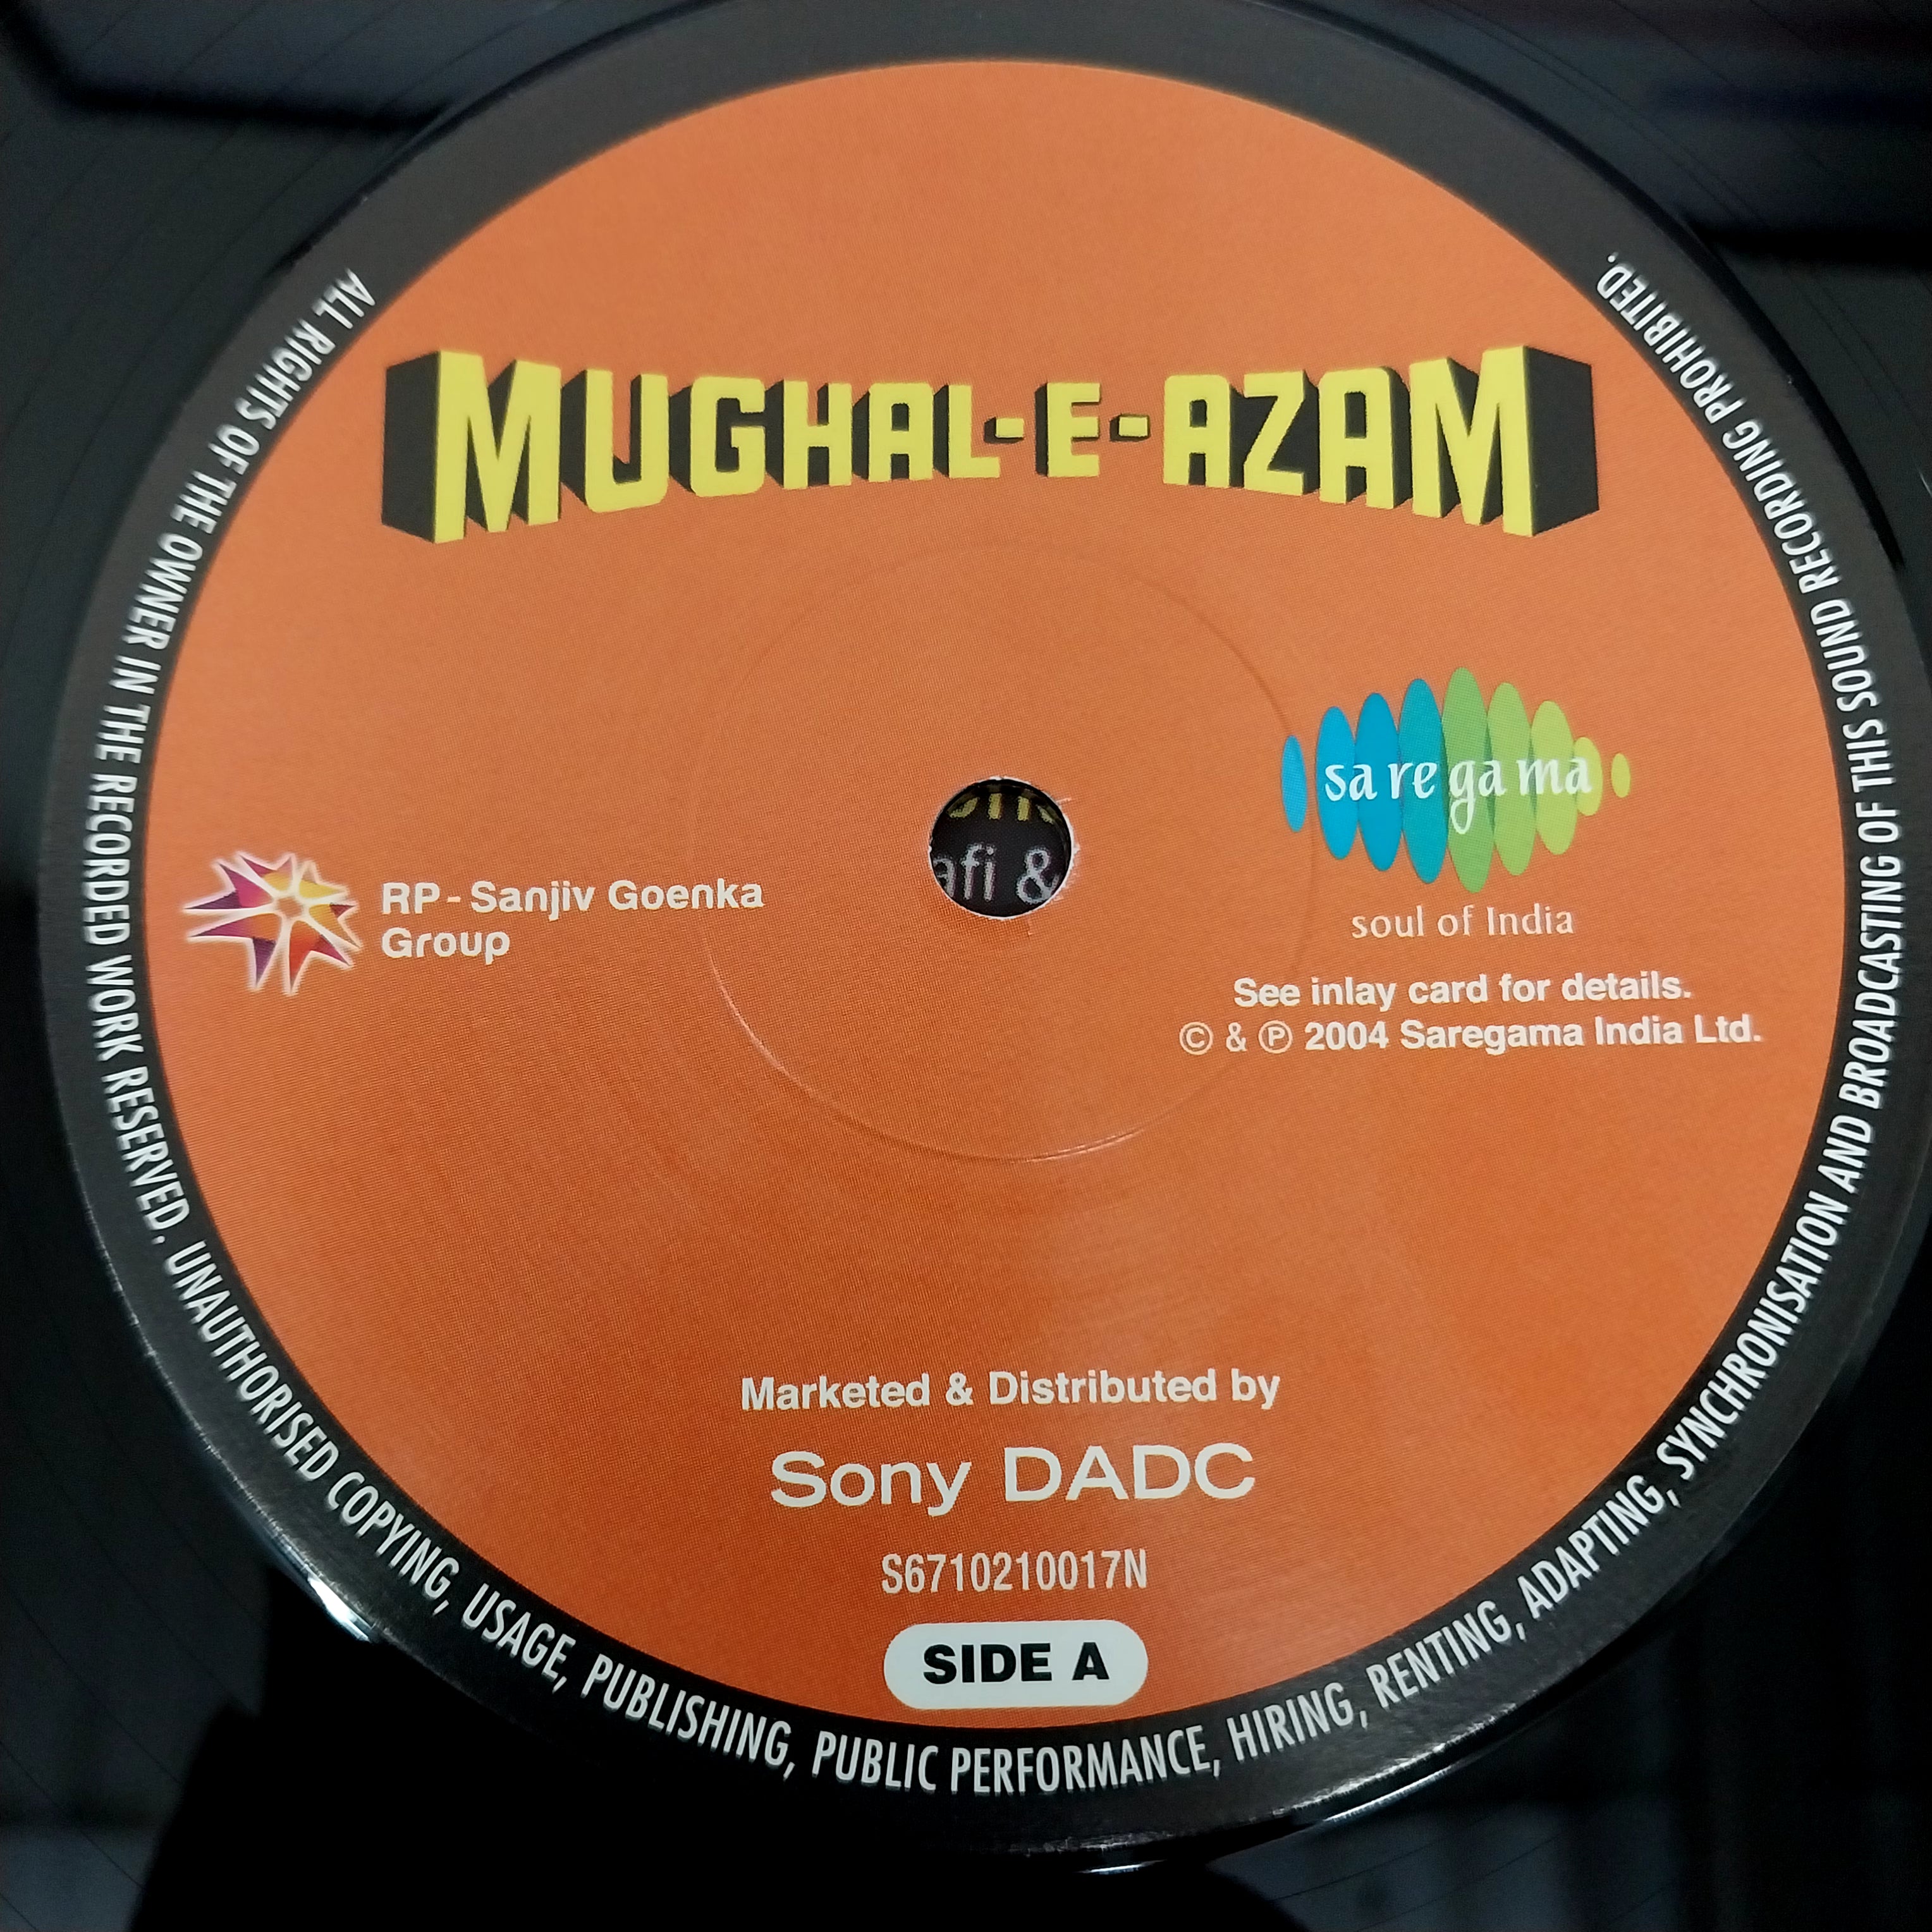 MUGHAL-E-AZAM
sa re ga ma
soul of India
RP-Sanjiv Goenka
Group
afi &
See inlay card for details.
© & ℗ 2004 Saregama India Ltd.
Marketed & Distributed by
Sony DADC
S6710210017N
SIDE A
ALL RIGHTS OF THE OWNER IN THE RECORDED WORK RESERVED. UNAUTHORISED COPYING, USAGE, PUBLISHING, PUBLIC PERFORMANCE, HIRING, RENTING, ADAPTING, SYNCHRONISATION AND BROADCASTING OF THIS SOUND RECORDING PROHIBITED.